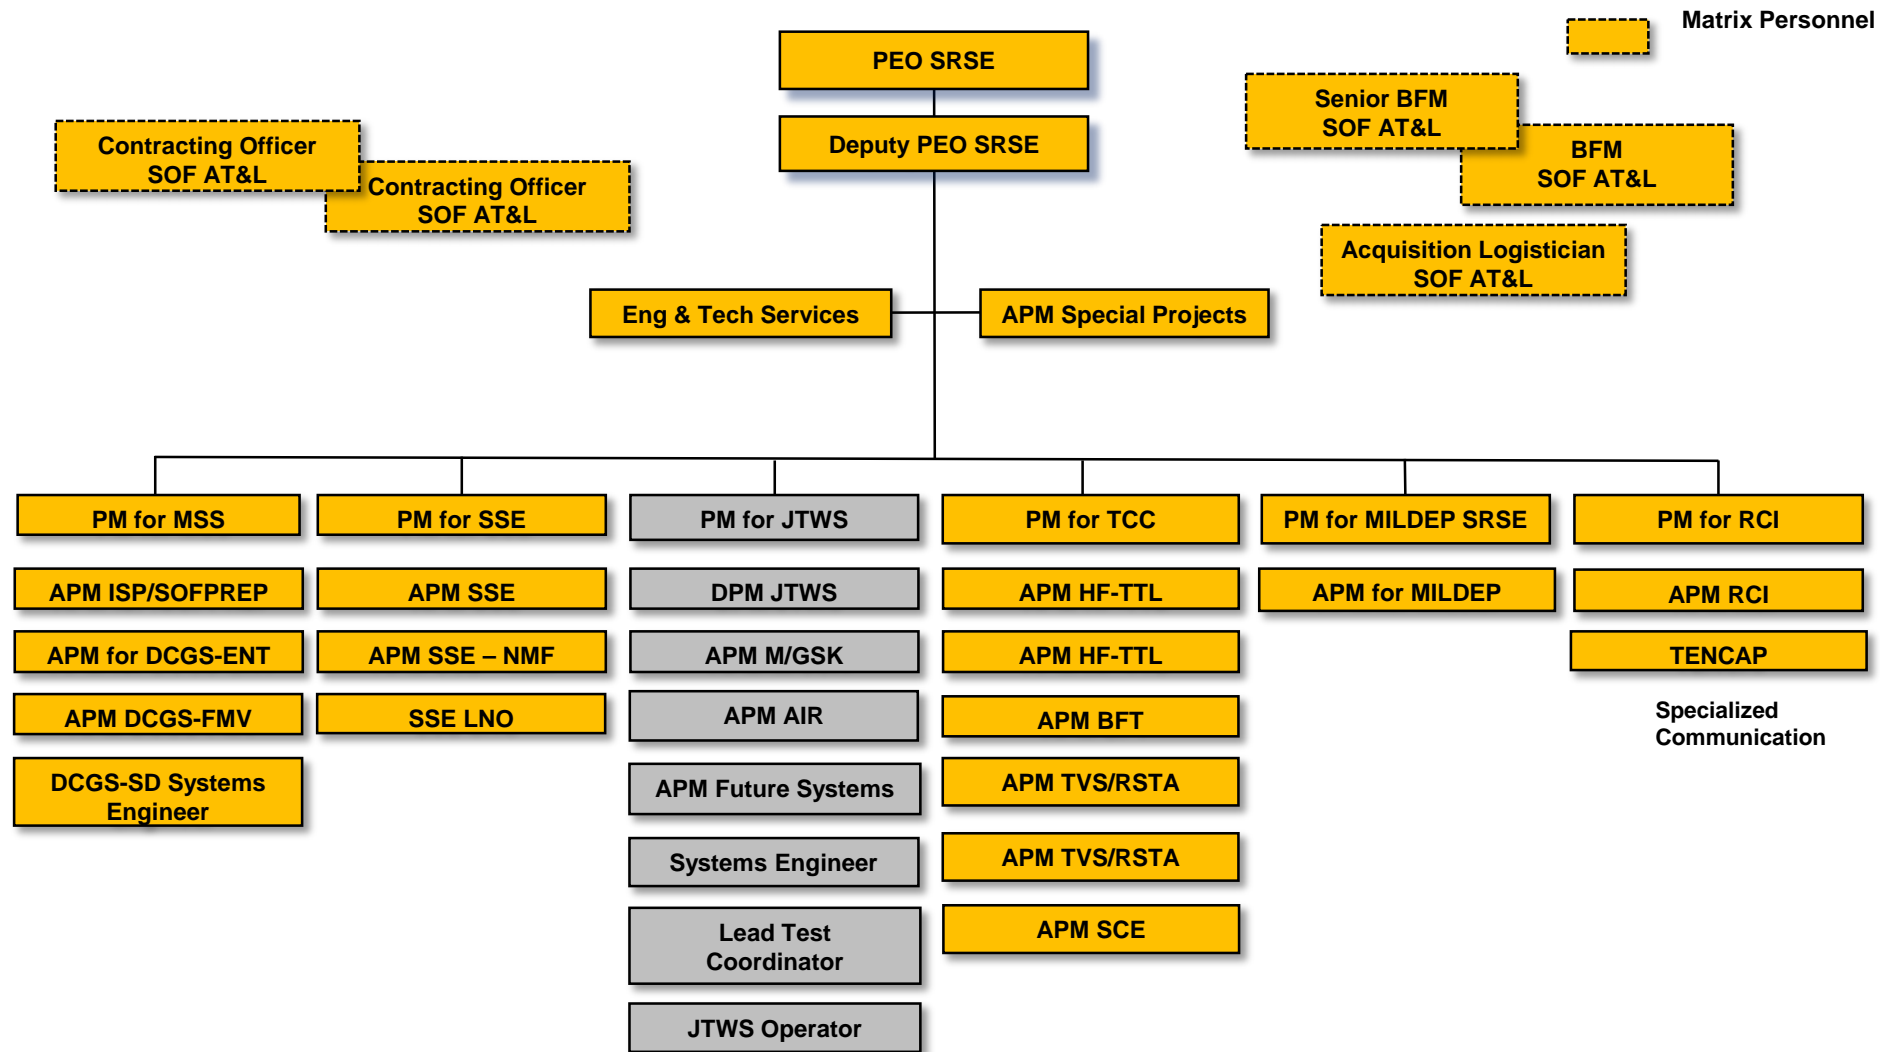 Matrix Personnel
PEO SRSE
Deputy PEO SRSE
Contracting Officer
SOF AT&L
Contracting Officer
SOF AT&L
Senior BFM
SOF AT&L
BFM
SOF AT&L
Acquisition Logistician
SOF AT&L
Eng & Tech Services
APM Special Projects
PM for MSS
APM ISP/SOFPREP
APM for DCGS-ENT
APM DCGS-FMV
DCGS-SD Systems
Engineer
PM for SSE
APM SSE
APM SSE – NMF
SSE LNO
PM for JTWS
DPM JTWS
APM M/GSK
APM AIR
APM Future Systems
Systems Engineer
Lead Test
Coordinator
JTWS Operator
PM for TCC
APM HF-TTL
APM HF-TTL
APM BFT
APM TVS/RSTA
APM TVS/RSTA
APM SCE
PM for MILDEP SRSE
APM for MILDEP
PM for RCI
APM RCI
TENCAP
Specialized
Communication